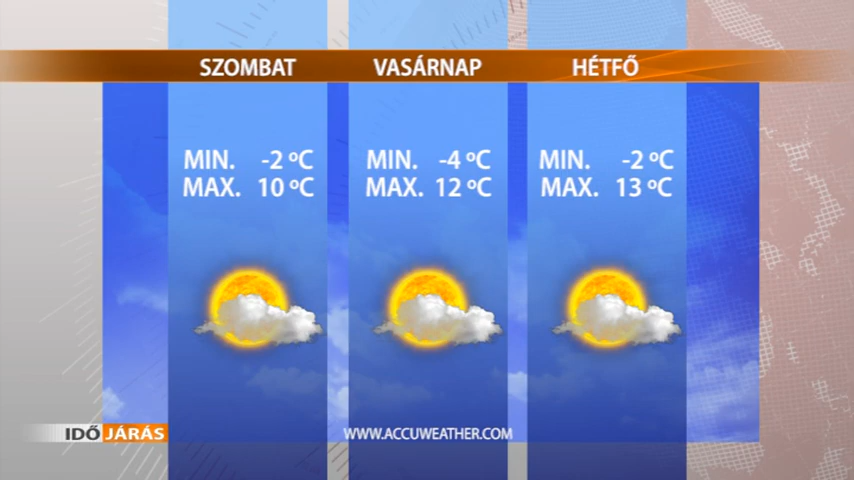 SZOMBAT VASÁRNAP HÉTFŐ
MIN. -2 ºC MIN. -4 ºC MIN. -2 ºC
MAX. 10 ºC MAX. 12 ºC MAX. 13 ºC
IDŐJÁRÁS WWW.ACCUWEATHER.COM